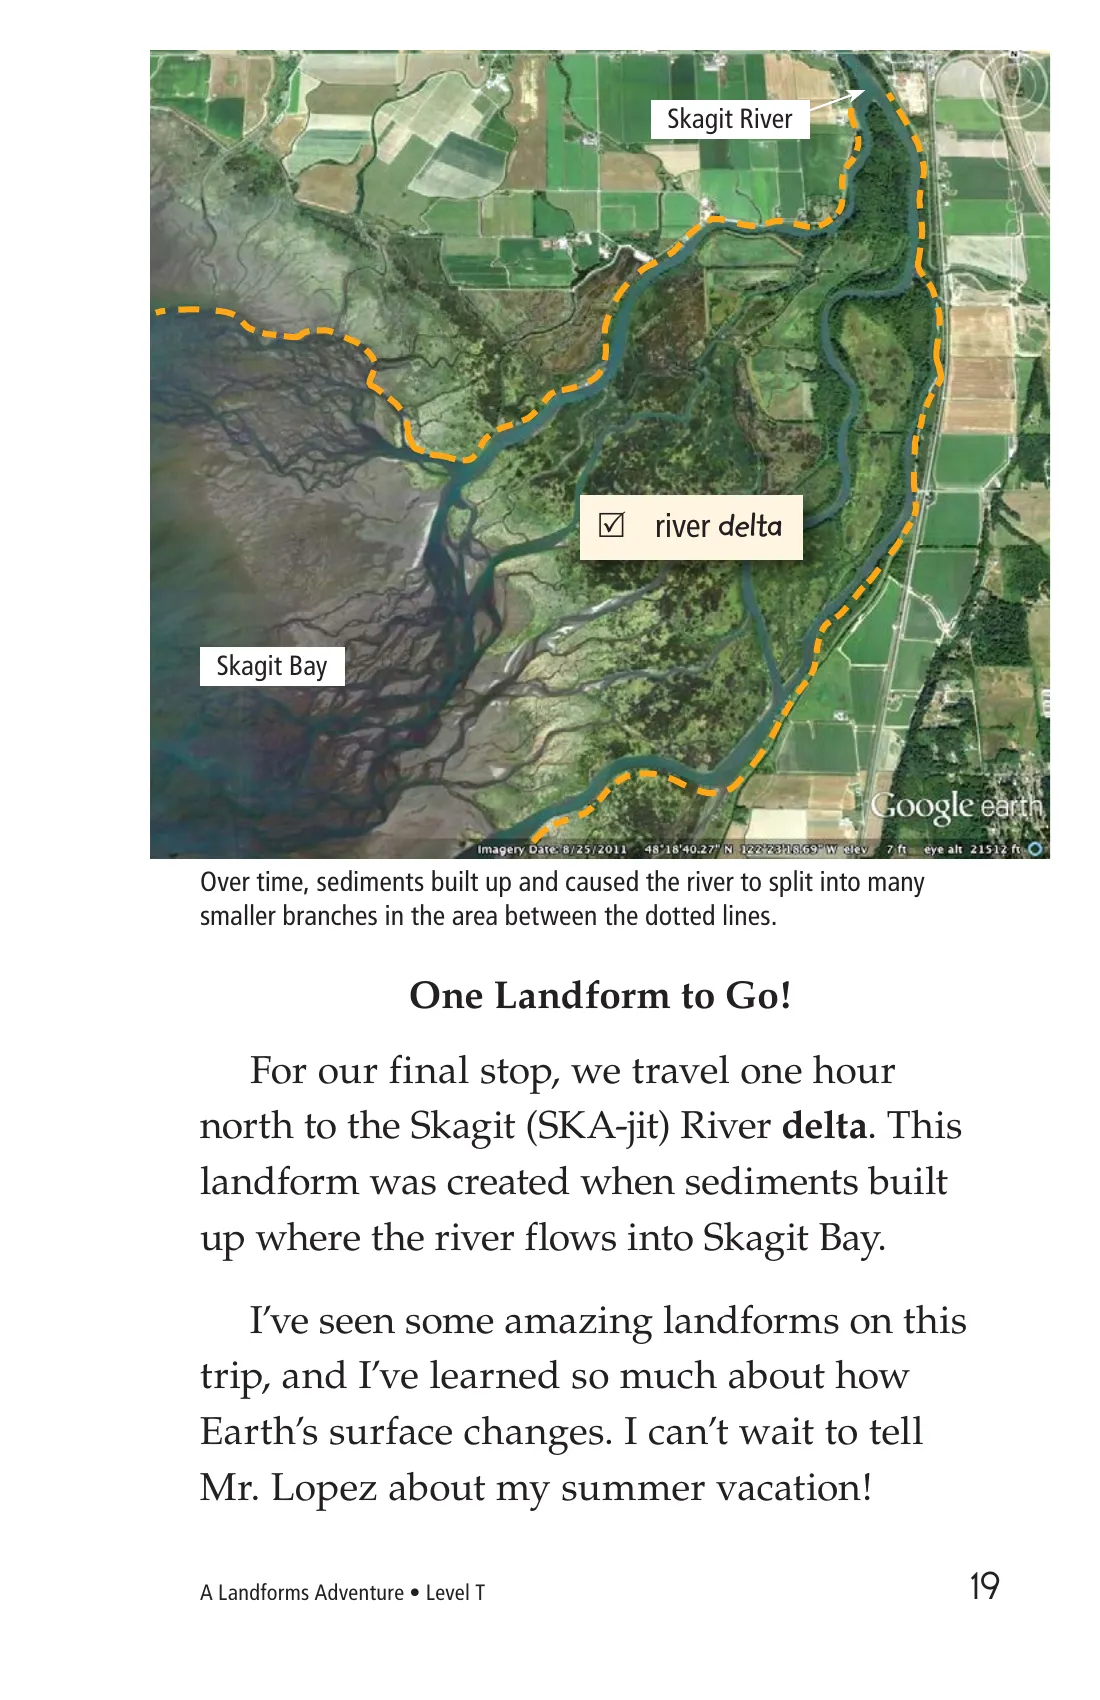 Skagit River
☑ river delta
Skagit Bay
Google earth
Imagery Date: 8/25/2011 48°18'40.27" N 122°23'18.69" W elev 7 ft eye alt 21512 ft
Over time, sediments built up and caused the river to split into many
smaller branches in the area between the dotted lines.
One Landform to Go!
For our final stop, we travel one hour
north to the Skagit (SKA-jit) River delta. This
landform was created when sediments built
up where the river flows into Skagit Bay.
I’ve seen some amazing landforms on this
trip, and I’ve learned so much about how
Earth’s surface changes. I can’t wait to tell
Mr. Lopez about my summer vacation!
A Landforms Adventure • Level T
19